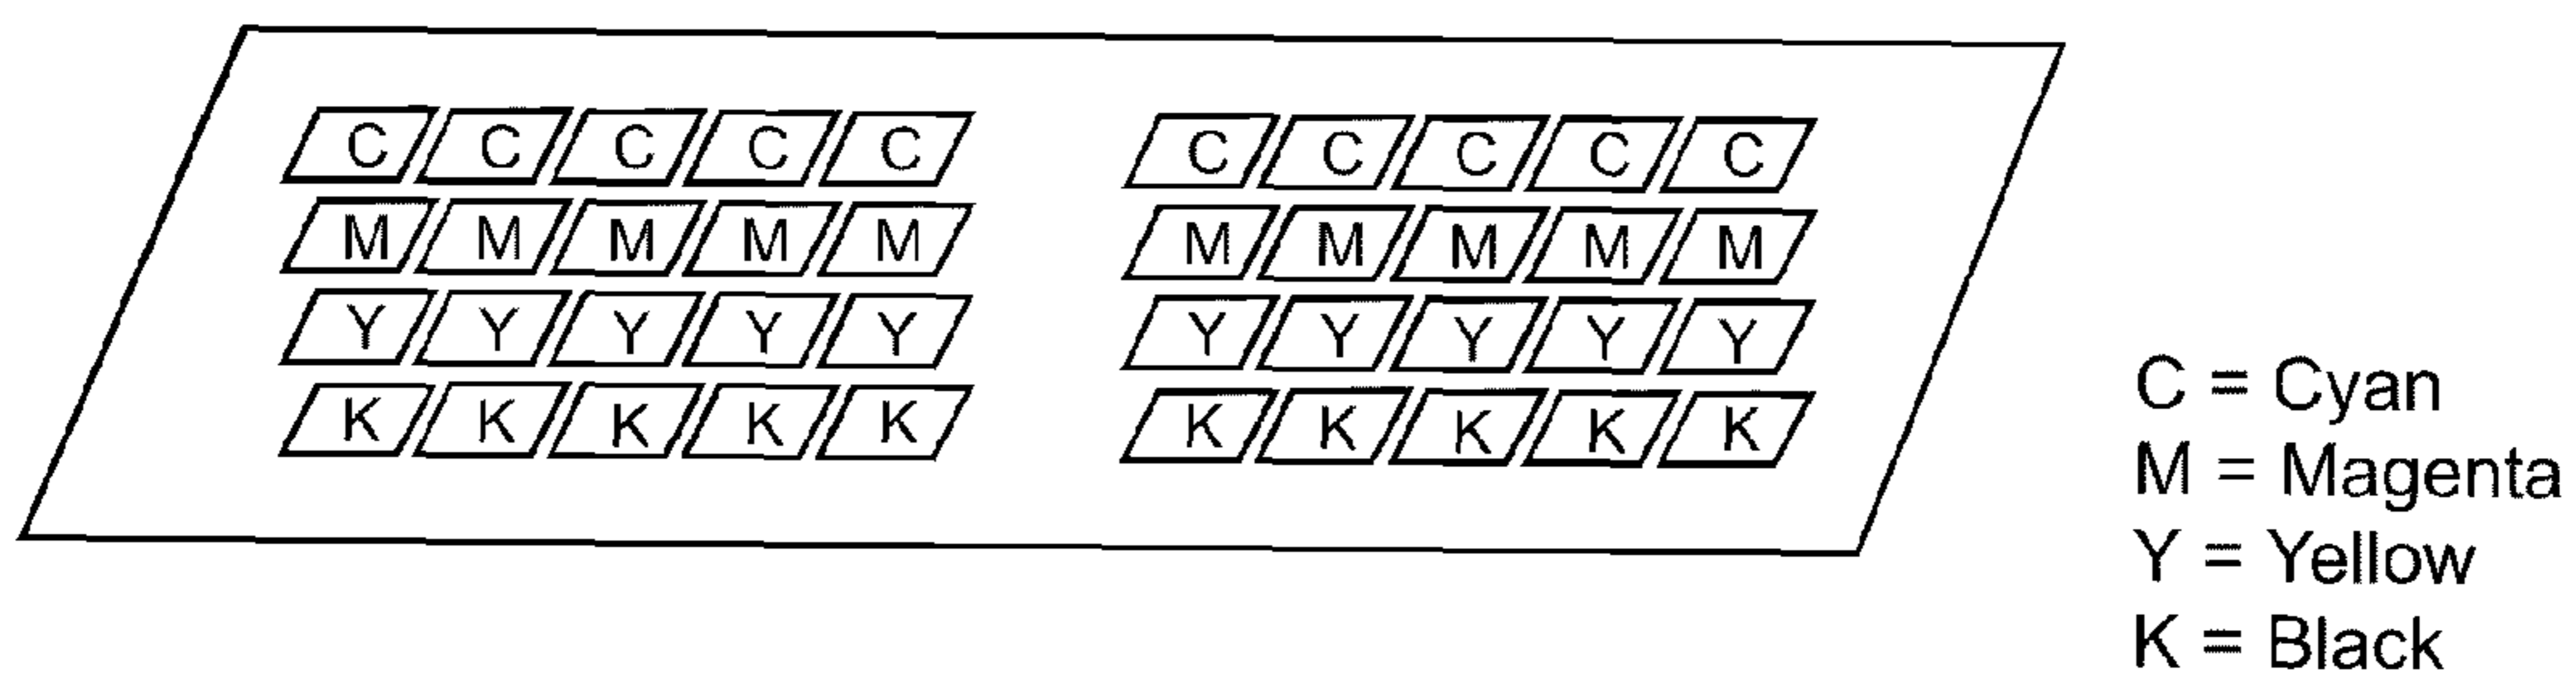 C C C C C C C C C C
M M M M M M M M M M
Y Y Y Y Y Y Y Y Y Y
K K K K K K K K K K
C = Cyan
M = Magenta
Y = Yellow
K = Black